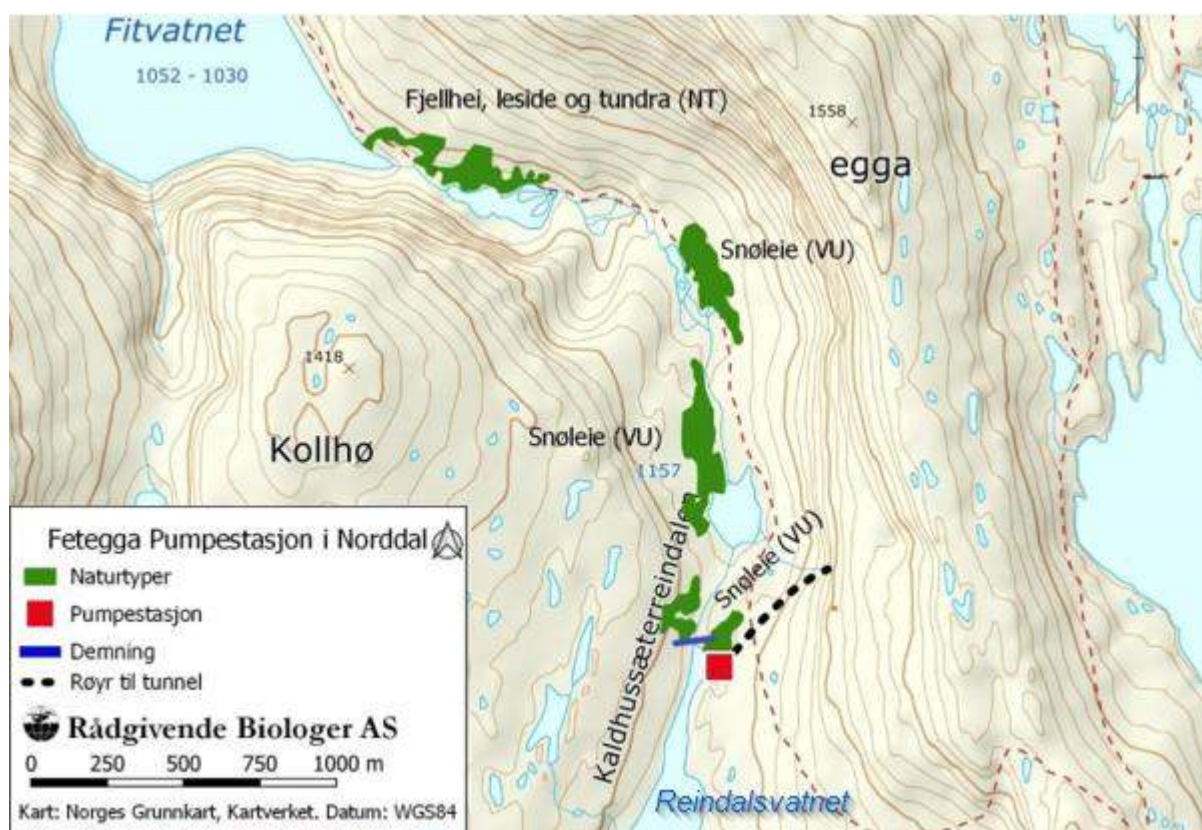 Fitvatnet
1052 - 1030
Fjellhei, leside og tundra (NT)
1558
egga
Snøleie (VU)
1418
Kollhø
Snøleie (VU)
1157
Kaldhussæterreindalen
Snøleie (VU)
Reindalsvatnet
Fetegga Pumpestasjon i Norddal
Naturtyper
Pumpestasjon
Demning
Røyr til tunnel
Rådgivende Biologer AS
0 250 500 750 1000 m
Kart: Norges Grunnkart, Kartverket. Datum: WGS84